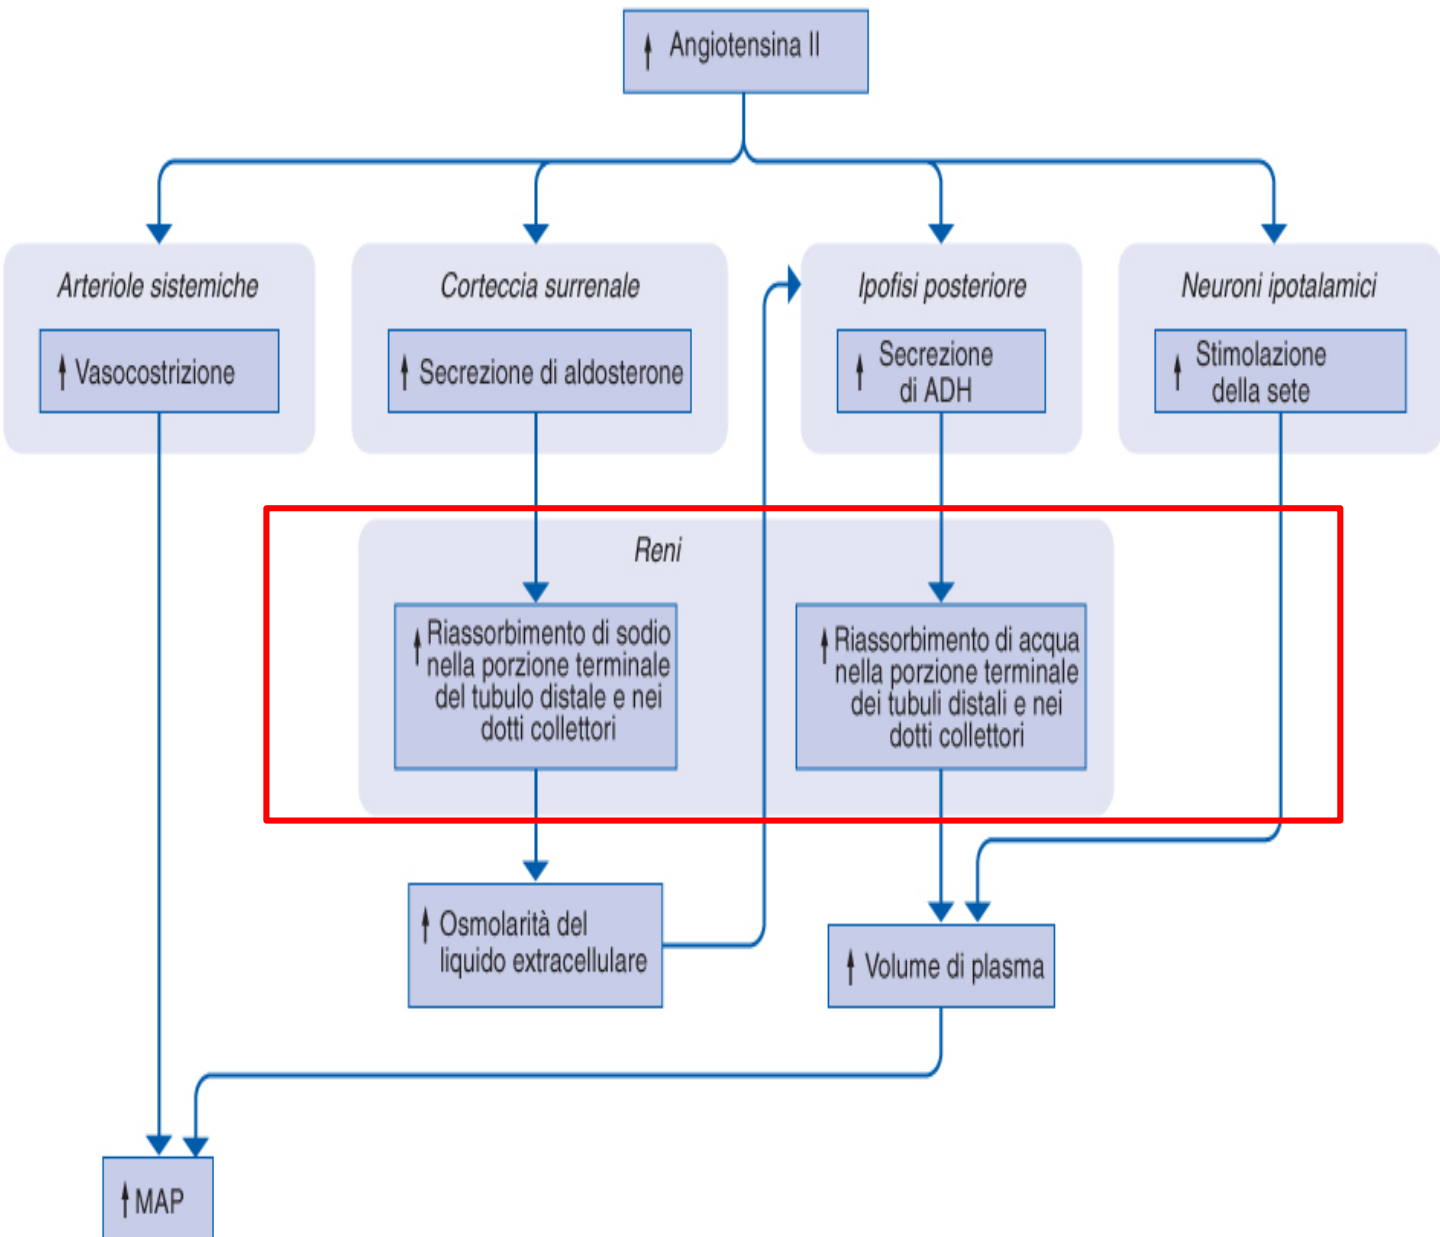 ↑ Angiotensina II
Arteriole sistemiche
↑ Vasocostrizione
Corteccia surrenale
↑ Secrezione di aldosterone
Ipofisi posteriore
↑ Secrezione
di ADH
Neuroni ipotalamici
↑ Stimolazione
della sete
Reni
↑ Riassorbimento di sodio
nella porzione terminale
del tubulo distale e nei
dotti collettori
↑ Riassorbimento di acqua
nella porzione terminale
dei tubuli distali e nei
dotti collettori
↑ Osmolarità del
liquido extracellulare
↑ Volume di plasma
↑ MAP